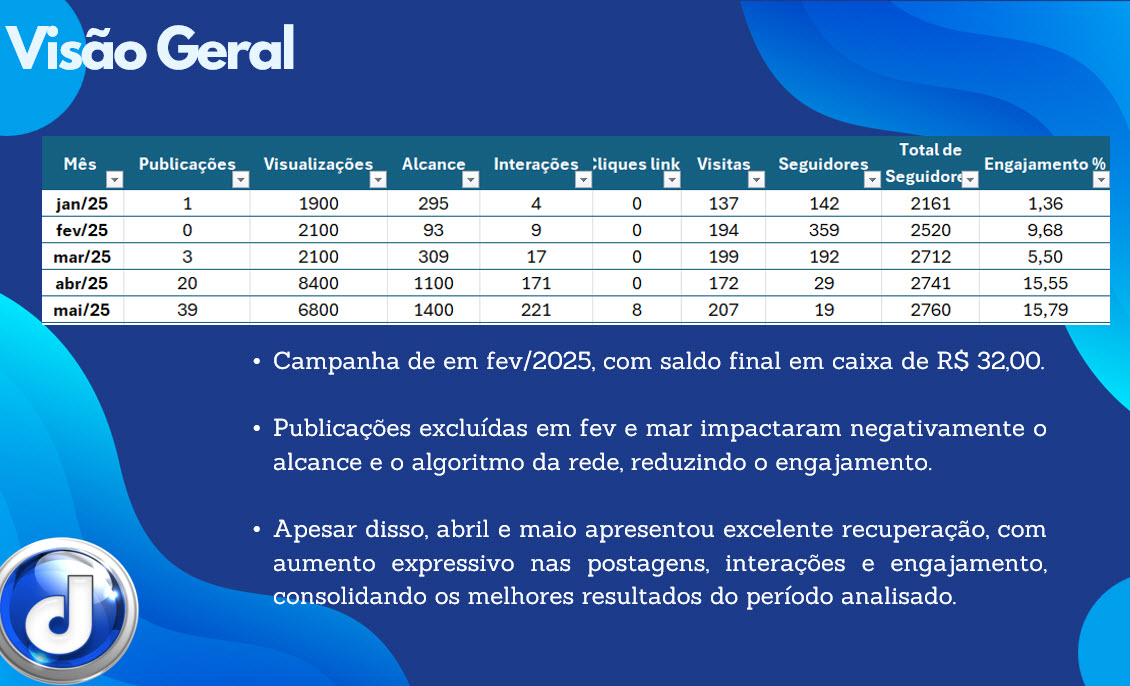 Visão Geral
Mês Publicações Visualizações Alcance Interações Cliques link Visitas Seguidores Total de Seguidores Engajamento %
jan/25 1 1900 295 4 0 137 142 2161 1,36
fev/25 0 2100 93 9 0 194 359 2520 9,68
mar/25 3 2100 309 17 0 199 192 2712 5,50
abr/25 20 8400 1100 171 0 172 29 2741 15,55
mai/25 39 6800 1400 221 8 207 19 2760 15,79
• Campanha de em fev/2025, com saldo final em caixa de R$ 32,00.
• Publicações excluídas em fev e mar impactaram negativamente o
alcance e o algoritmo da rede, reduzindo o engajamento.
• Apesar disso, abril e maio apresentou excelente recuperação, com
aumento expressivo nas postagens, interações e engajamento,
consolidando os melhores resultados do período analisado.
d